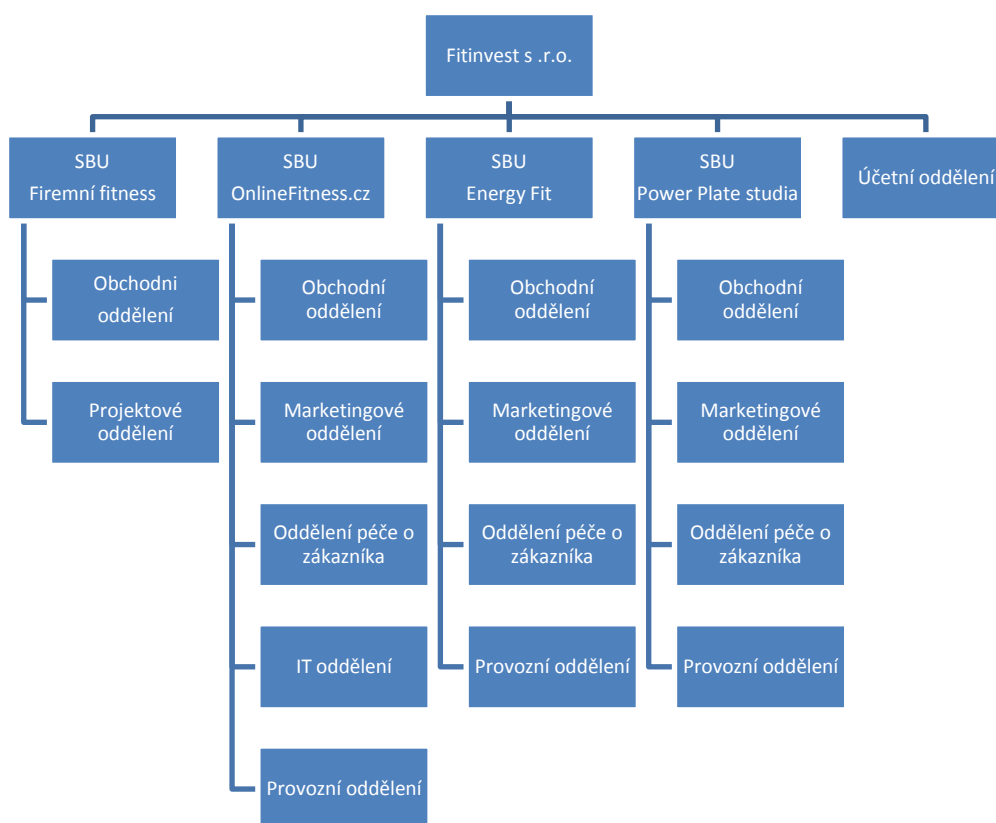 Fitinvest s .r.o.
SBU
Firemní fitness
SBU
OnlineFitness.cz
SBU
Energy Fit
SBU
Power Plate studia
Účetní oddělení
Obchodni
oddělení
Projektové
oddělení
Obchodní
oddělení
Marketingové
oddělení
Oddělení péče o
zákazníka
IT oddělení
Provozní oddělení
Obchodní
oddělení
Marketingové
oddělení
Oddělení péče o
zákazníka
Provozní oddělení
Obchodní
oddělení
Marketingové
oddělení
Oddělení péče o
zákazníka
Provozní oddělení